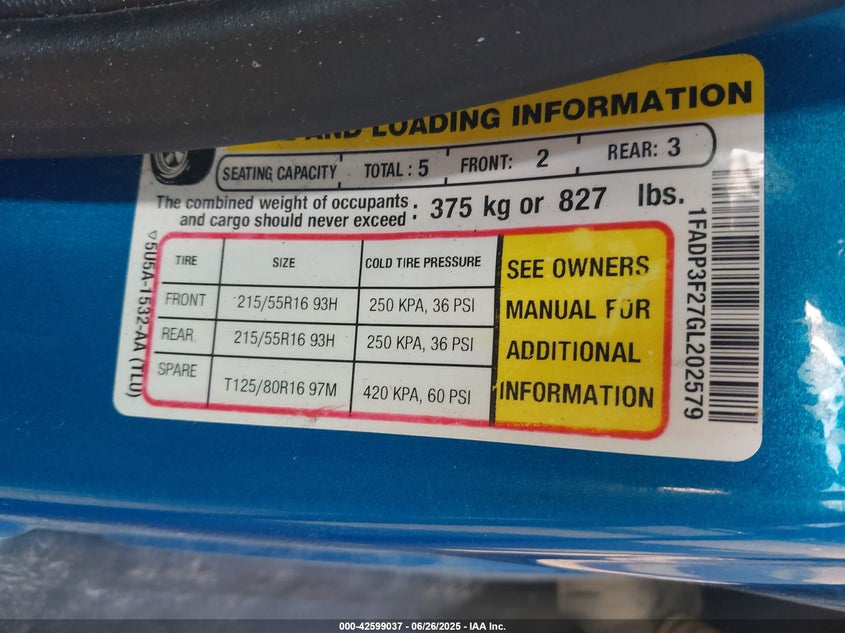 AND LOADING INFORMATION
SEATING CAPACITY TOTAL : 5 FRONT: 2 REAR: 3
The combined weight of occupants
and cargo should never exceed : 375 kg or 827 lbs.
TIRE SIZE COLD TIRE PRESSURE
FRONT 215/55R16 93H 250 KPA, 36 PSI
REAR 215/55R16 93H 250 KPA, 36 PSI
SPARE T125/80R16 97M 420 KPA, 60 PSI
SEE OWNERS
MANUAL FOR
ADDITIONAL
INFORMATION
1FADP3F27GL202579
5U5A-1532-AA (TLU)
000-42599037 - 06/26/2025 - IAA Inc.